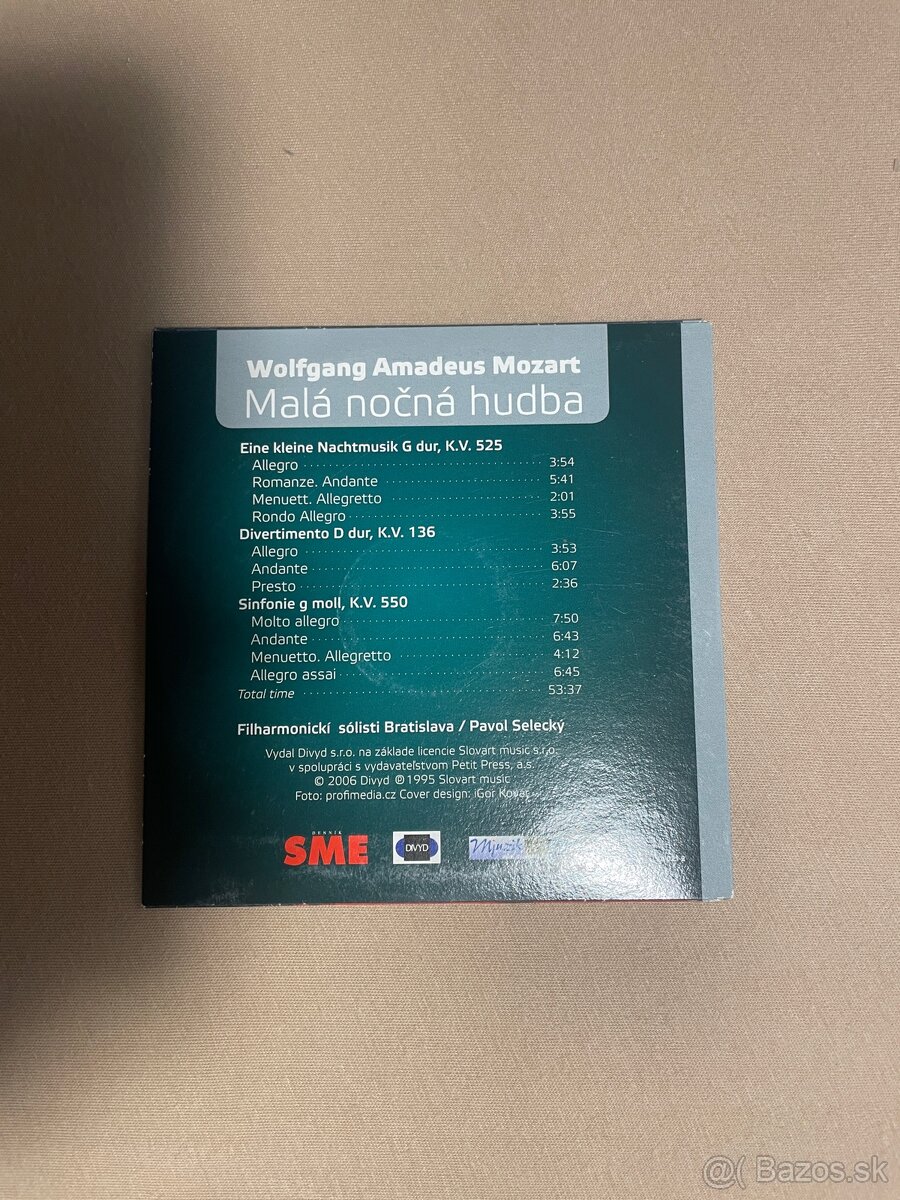 Wolfgang Amadeus Mozart
Malá nočná hudba
Eine kleine Nachtmusik G dur, K.V. 525
Allegro 3:54
Romanze. Andante 5:41
Menuett. Allegretto 2:01
Rondo Allegro 3:55
Divertimento D dur, K.V. 136
Allegro 3:53
Andante 6:07
Presto 2:36
Sinfonie g moll, K.V. 550
Molto allegro 7:50
Andante 6:43
Menuetto. Allegretto 4:12
Allegro assai 6:45
Total time 53:37
Filharmonickí sólisti Bratislava / Pavol Selecký
Vydal Divyd s.r.o. na základe licencie Slovart music s.r.o.
v spolupráci s vydavateľstvom Petit Press, a.s.
© 2006 Divyd ℗ 1995 Slovart music
Foto: profimedia.cz Cover design: iGor Kovač
DENNÍK
SME
DIVYD
Mjuzik
@( Bazos.sk